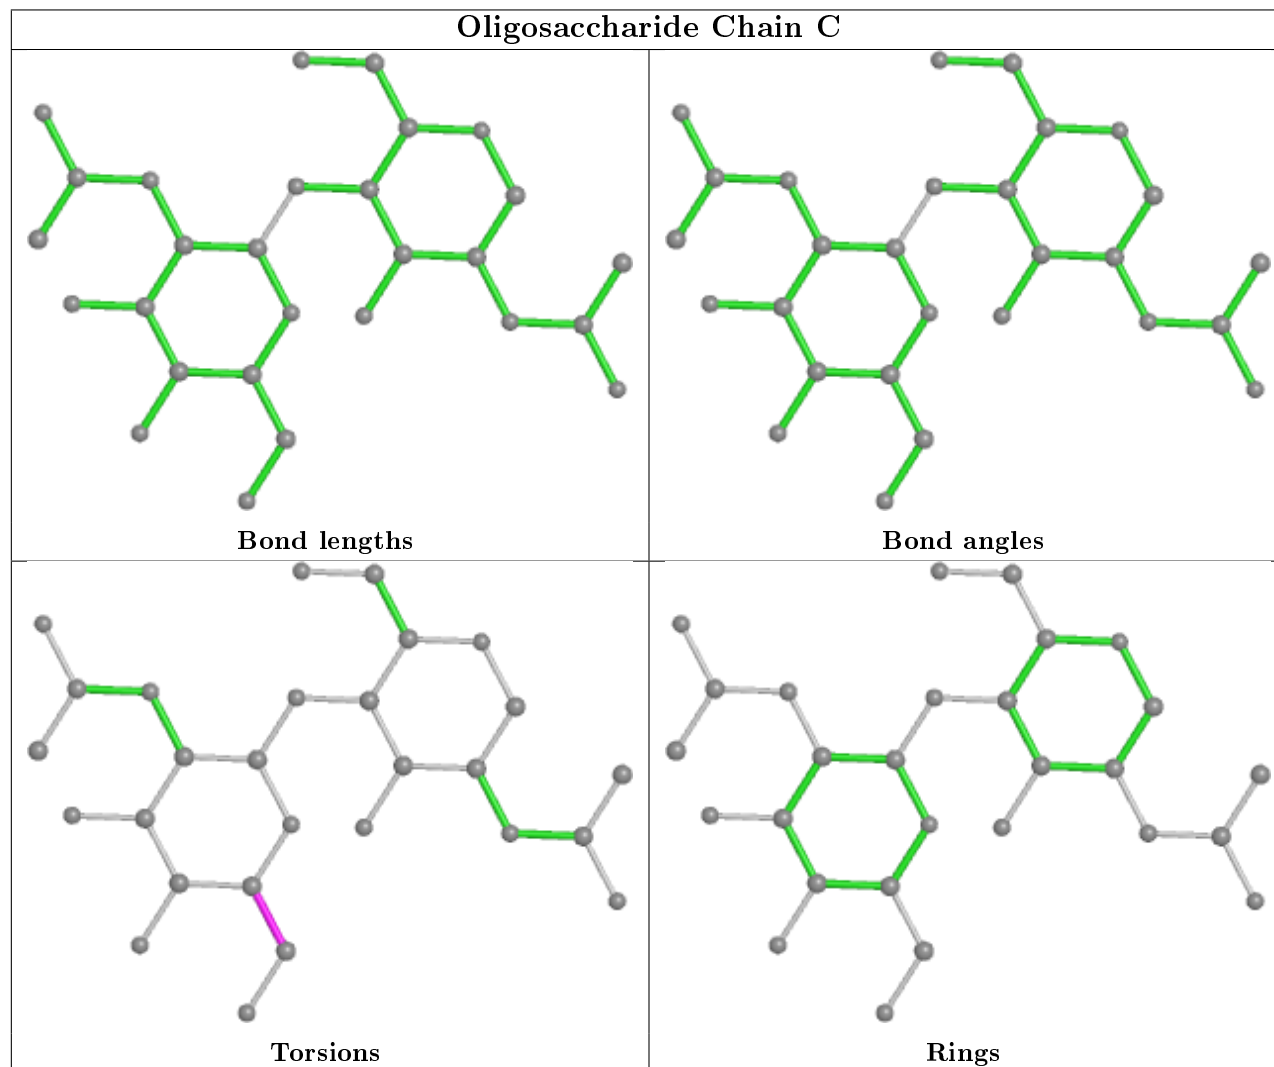 Oligosaccharide Chain C
Bond lengths
Bond angles
Torsions
Rings